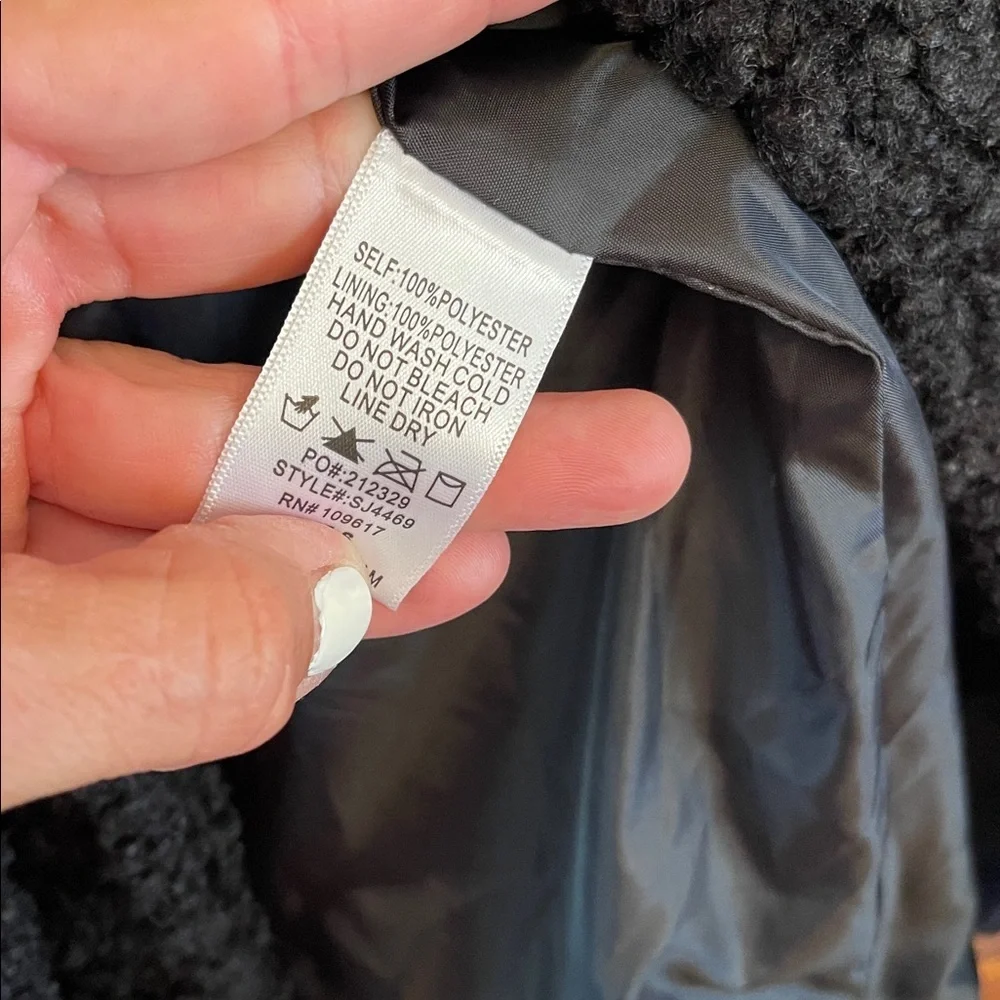 SELF:100%POLYESTER
LINING:100%POLYESTER
HAND WASH COLD
DO NOT BLEACH
DO NOT IRON
LINE DRY
PO#:212329
STYLE#:SJ4469
RN# 109617